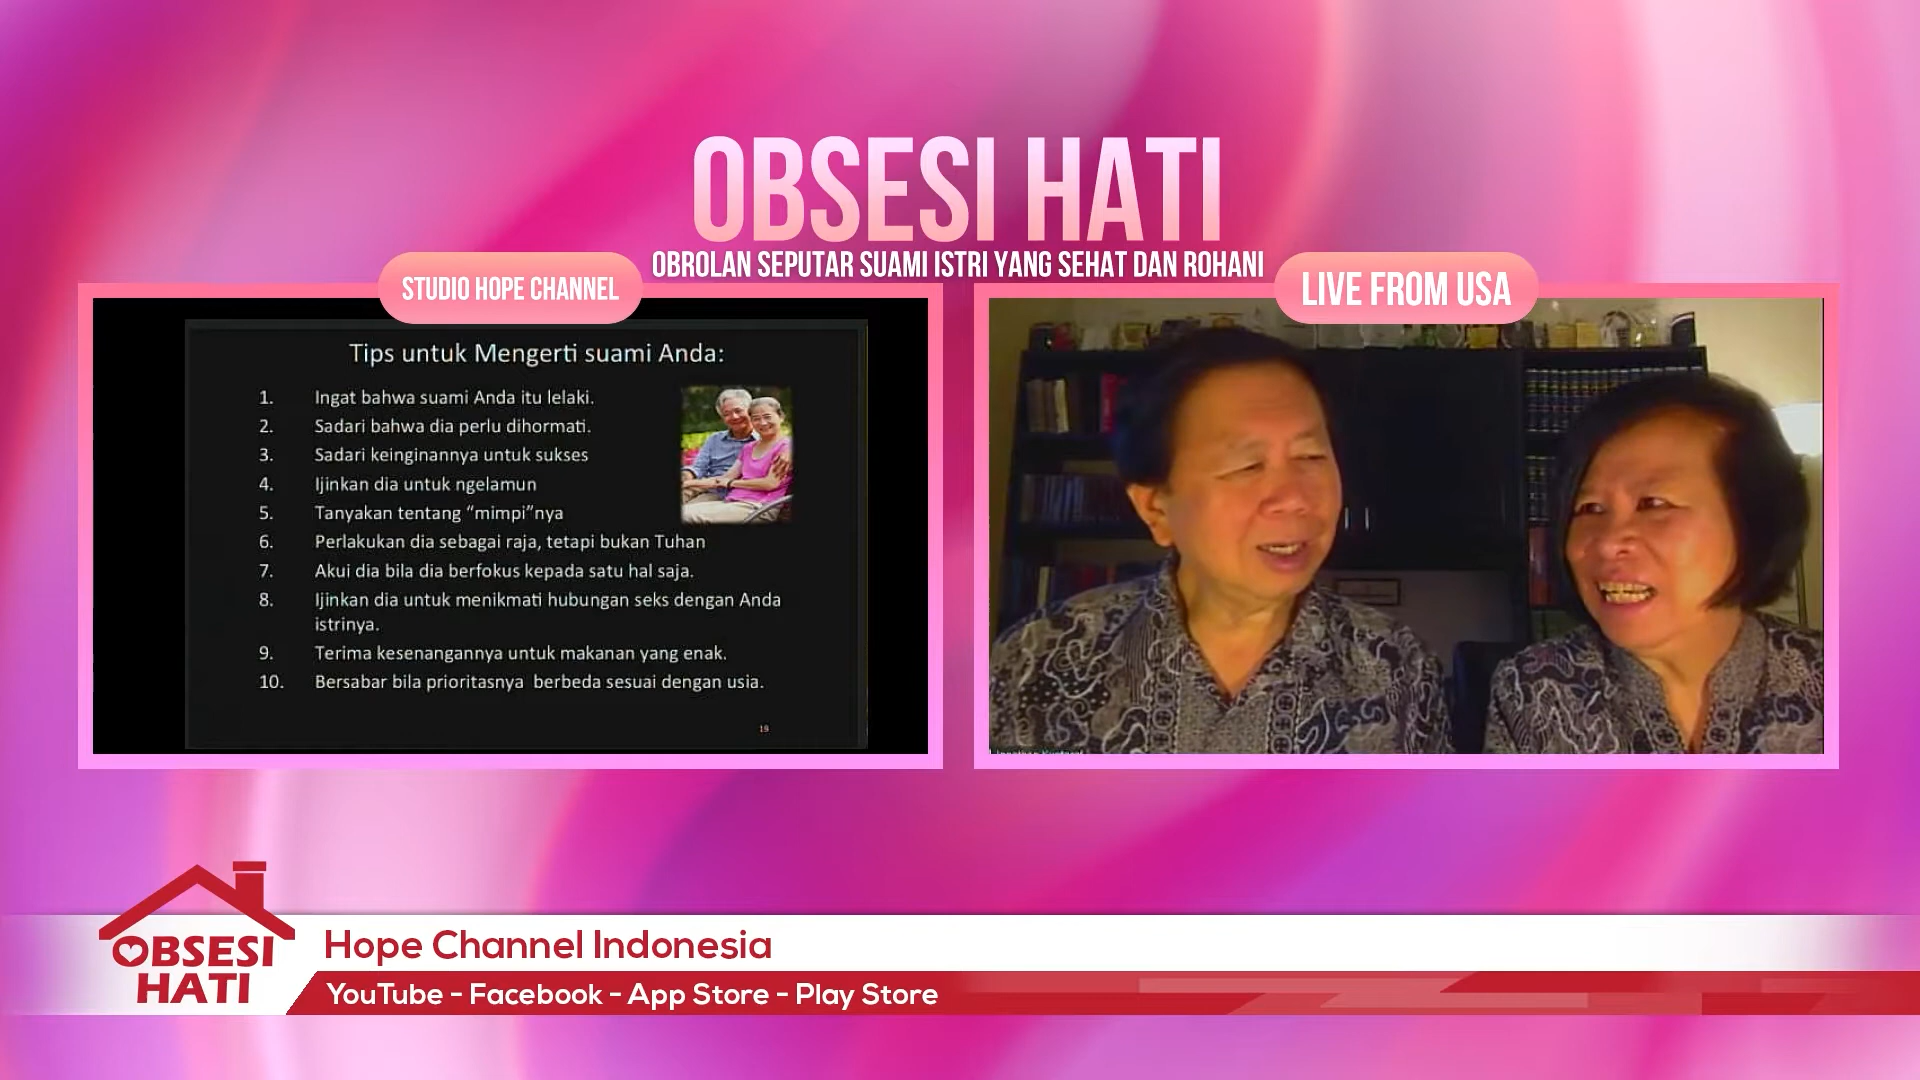 OBSESI HATI
OBROLAN SEPUTAR SUAMI ISTRI YANG SEHAT DAN ROHANI
STUDIO HOPE CHANNEL
LIVE FROM USA
Tips untuk Mengerti suami Anda:
1. Ingat bahwa suami Anda itu lelaki.
2. Sadari bahwa dia perlu dihormati.
3. Sadari keinginannya untuk sukses
4. Ijinkan dia untuk ngelamun
5. Tanyakan tentang “mimpi”nya
6. Perlakukan dia sebagai raja, tetapi bukan Tuhan
7. Akui dia bila dia berfokus kepada satu hal saja.
8. Ijinkan dia untuk menikmati hubungan seks dengan Anda
istrinya.
9. Terima kesenangannya untuk makanan yang enak.
10. Bersabar bila prioritasnya berbeda sesuai dengan usia.
19
OBSESI
HATI
Hope Channel Indonesia
YouTube - Facebook - App Store - Play Store